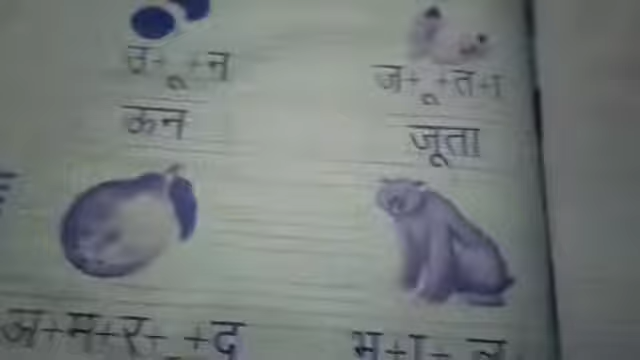 उ+ू+न
ज+ू+त+ा
ऊन
जूता
अ+म+र+ +द
भ+ा+ ल